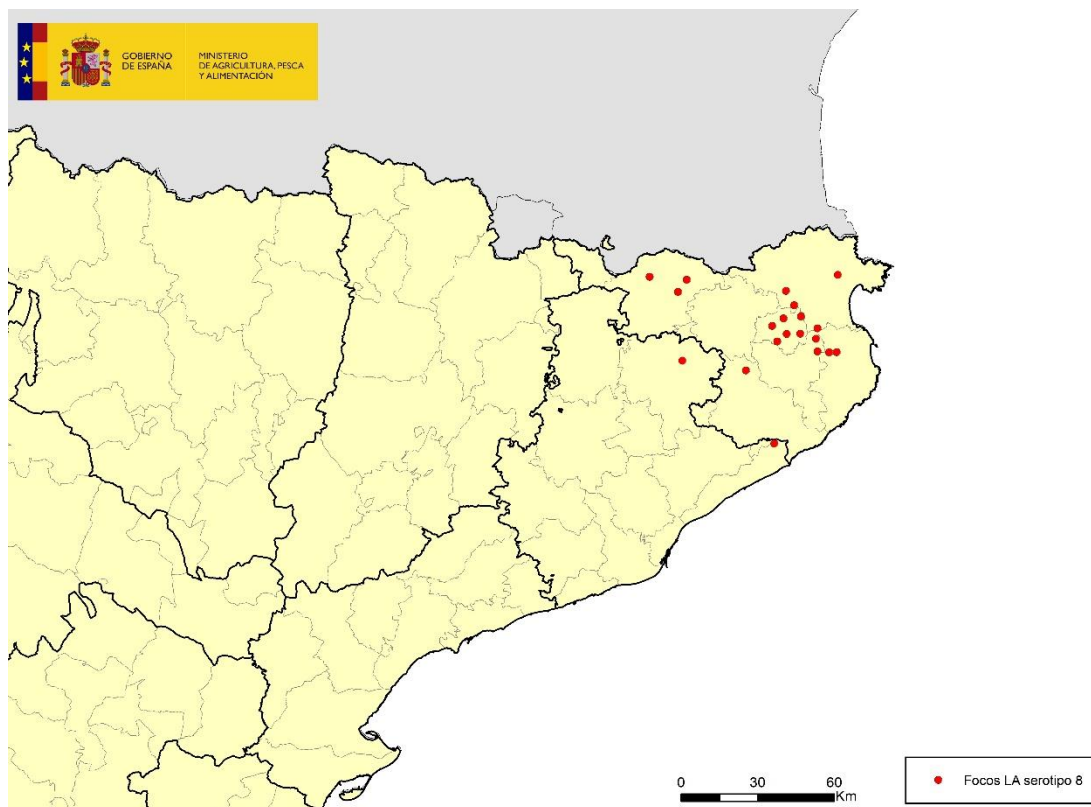 GOBIERNO
DE ESPAÑA
MINISTERIO
DE AGRICULTURA, PESCA
Y ALIMENTACIÓN
0 30 60
Km
Focos LA serotipo 8